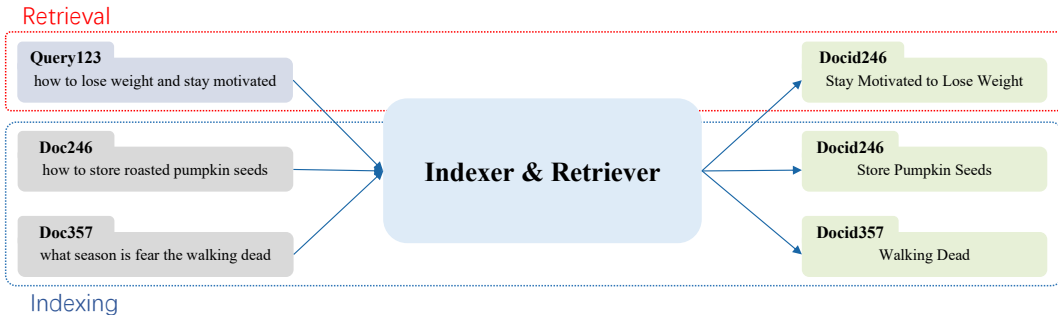 Retrieval
Query123
how to lose weight and stay motivated
Docid246
Stay Motivated to Lose Weight
Doc246
how to store roasted pumpkin seeds
Indexer & Retriever
Docid246
Store Pumpkin Seeds
Doc357
what season is fear the walking dead
Docid357
Walking Dead
Indexing